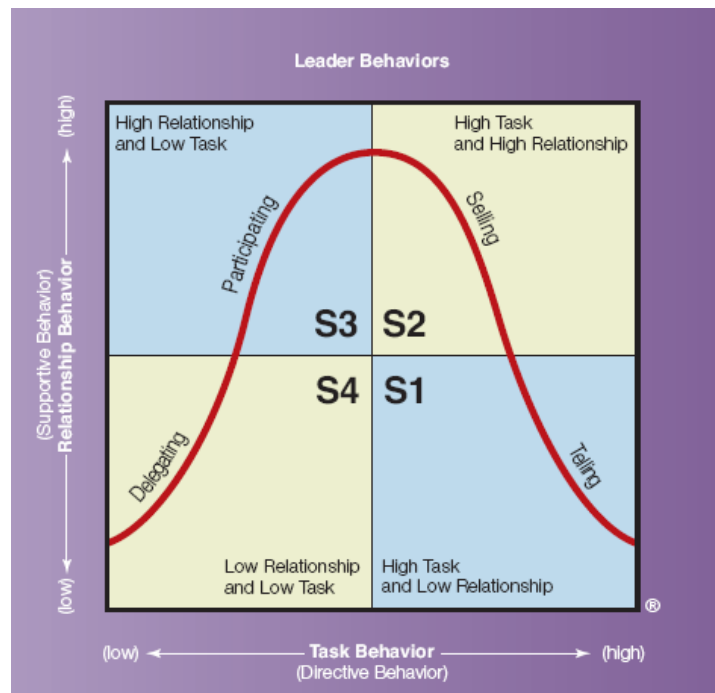 Leader Behaviors
High Relationship
and Low Task
High Task
and High Relationship
Participating
Selling
S3
S2
S4
S1
Delegating
Telling
Low Relationship
and Low Task
High Task
and Low Relationship
®
(high)
(Supportive Behavior)
Relationship Behavior
(low)
(low)
Task Behavior
(high)
(Directive Behavior)